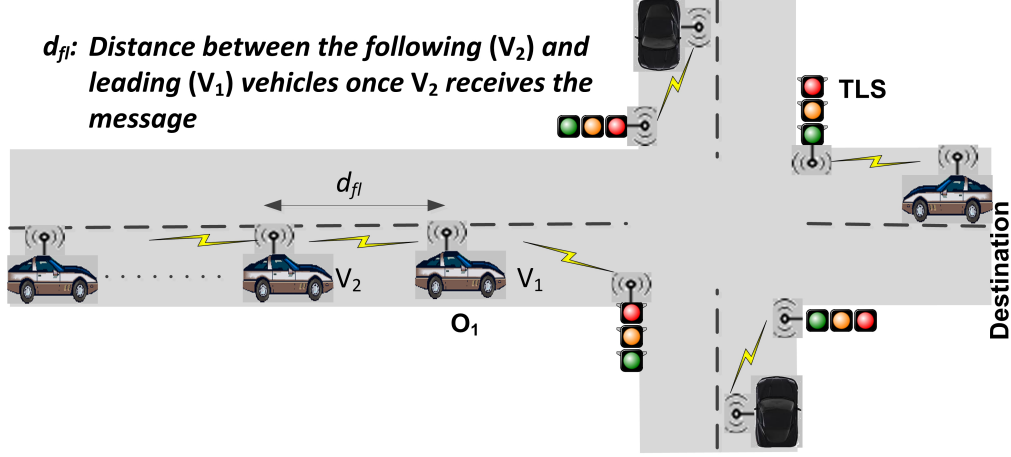 d_fl: Distance between the following (V₂) and
leading (V₁) vehicles once V₂ receives the
message
TLS
d_fl
V₂
V₁
O₁
Destination